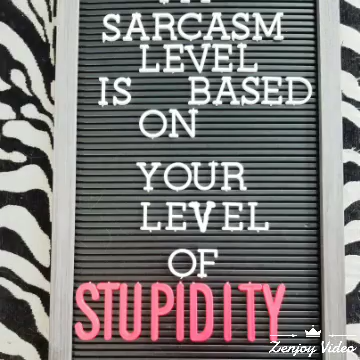 SARCASM
LEVEL
IS BASED
ON
YOUR
LEVEL
OF
STUPIDITY
Zenjoy Video